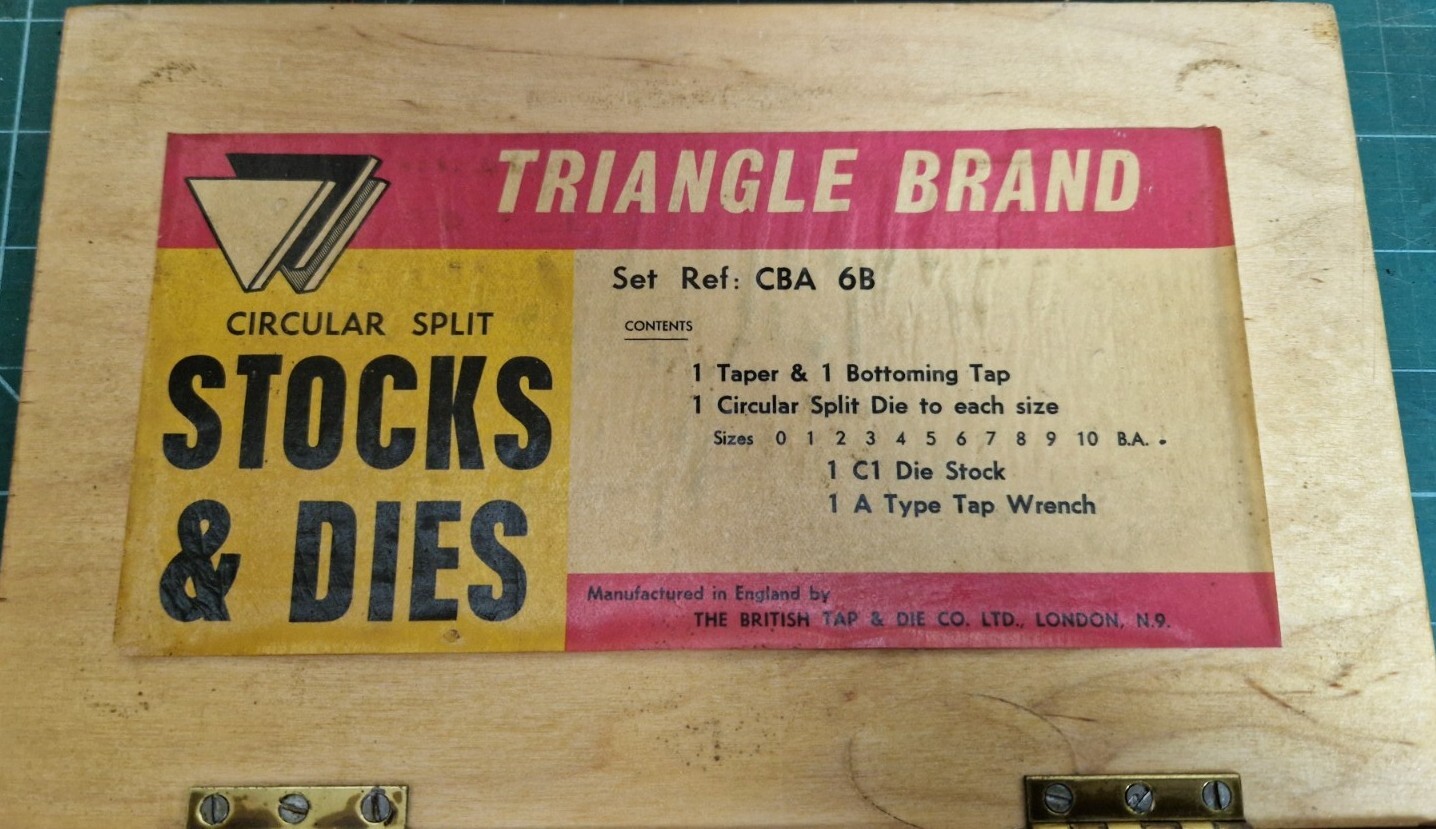 TRIANGLE BRAND
CIRCULAR SPLIT
STOCKS
& DIES
Set Ref: CBA 6B
CONTENTS
1 Taper & 1 Bottoming Tap
1 Circular Split Die to each size
Sizes 0 1 2 3 4 5 6 7 8 9 10 B.A. .
1 C1 Die Stock
1 A Type Tap Wrench
Manufactured in England by
THE BRITISH TAP & DIE CO. LTD., LONDON, N.9.